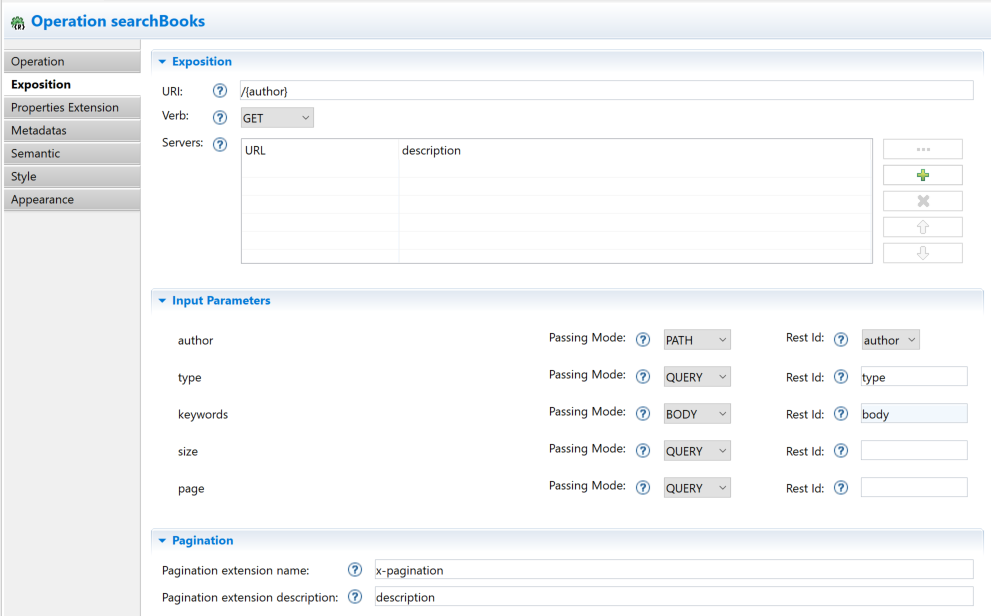 Operation searchBooks
Operation
Exposition
Properties Extension
Metadatas
Semantic
Style
Appearance
Exposition
URI: ? /{author}
Verb: ? GET
Servers: ? URL description
Input Parameters
author Passing Mode: ? PATH Rest Id: ? author
type Passing Mode: ? QUERY Rest Id: ? type
keywords Passing Mode: ? BODY Rest Id: ? body
size Passing Mode: ? QUERY Rest Id: ?
page Passing Mode: ? QUERY Rest Id: ?
Pagination
Pagination extension name: ? x-pagination
Pagination extension description: ? description